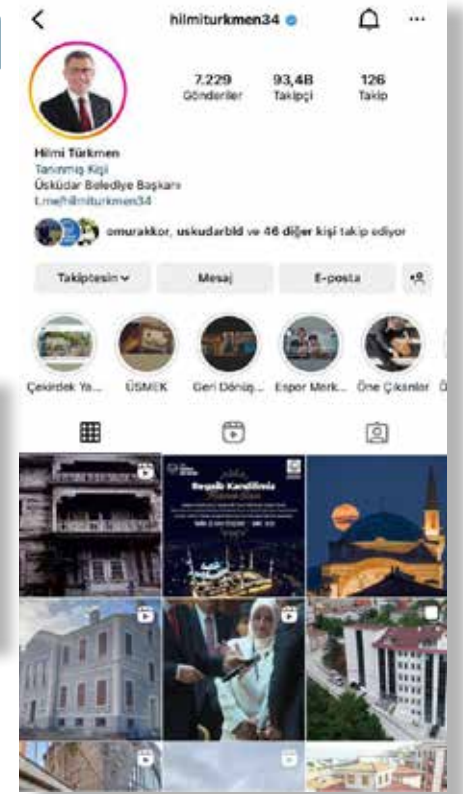 hilmiturkmen34
7.229 93,4B 126
Gönderiler Takipçi Takip
Hilmi Türkmen
Tanınmış Kişi
Üsküdar Belediye Başkanı
t.me/hilmiturkmen34
omurakkor, uskudarbld ve 46 diğer kişi takip ediyor
Takiptesin Mesaj E-posta
Çekirdek Ya... ÜSMEK Geri Dönüş... Espor Merk... Öne Çıkanlar
Regaib Kandilimiz